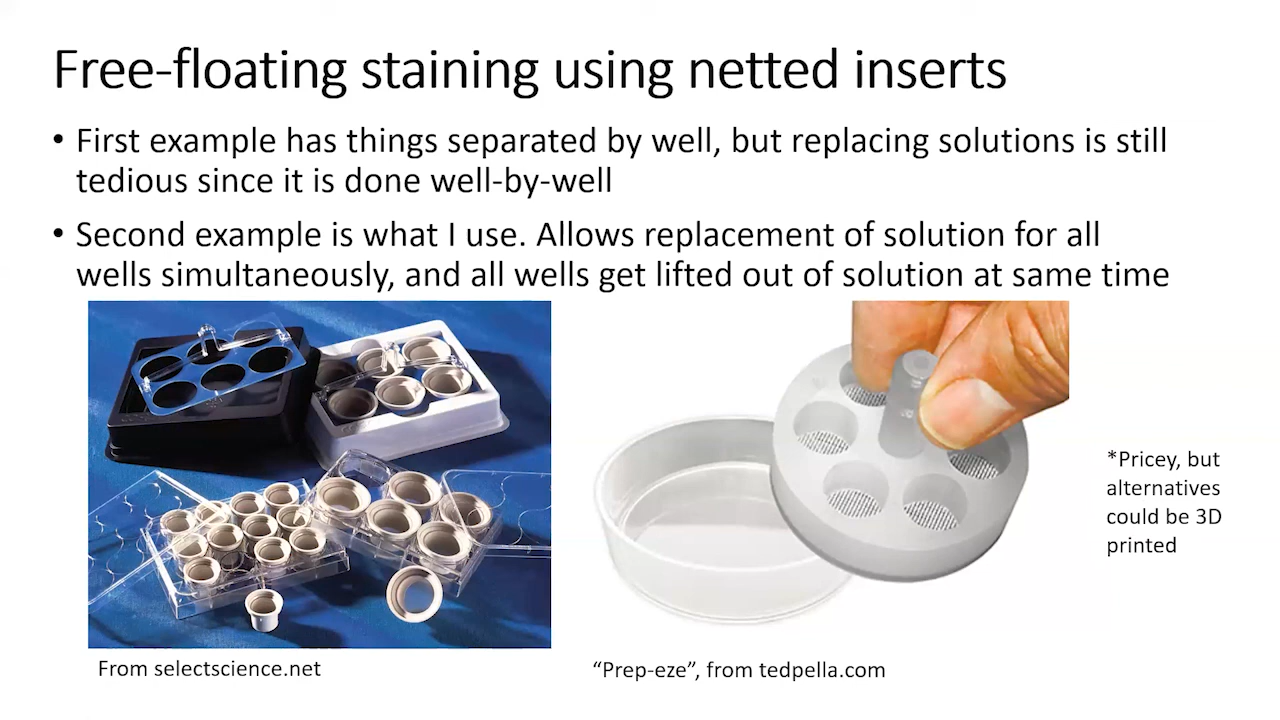 Free-floating staining using netted inserts
• First example has things separated by well, but replacing solutions is still
tedious since it is done well-by-well
• Second example is what I use. Allows replacement of solution for all
wells simultaneously, and all wells get lifted out of solution at same time
*Pricey, but
alternatives
could be 3D
printed
From selectscience.net
“Prep-eze”, from tedpella.com